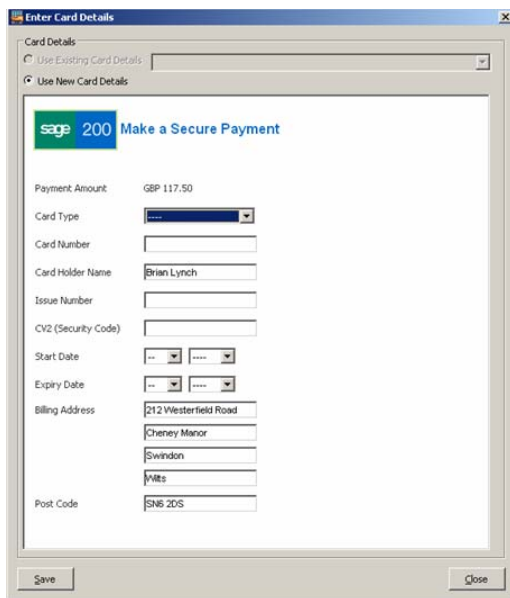 Enter Card Details
Card Details
Use Existing Card Details
Use New Card Details
sage 200 Make a Secure Payment
Payment Amount GBP 117.50
Card Type ----
Card Number
Card Holder Name Brian Lynch
Issue Number
CV2 (Security Code)
Start Date -- ----
Expiry Date -- ----
Billing Address 212 Westerfield Road
Cheney Manor
Swindon
Wilts
Post Code SN6 2DS
Save Close